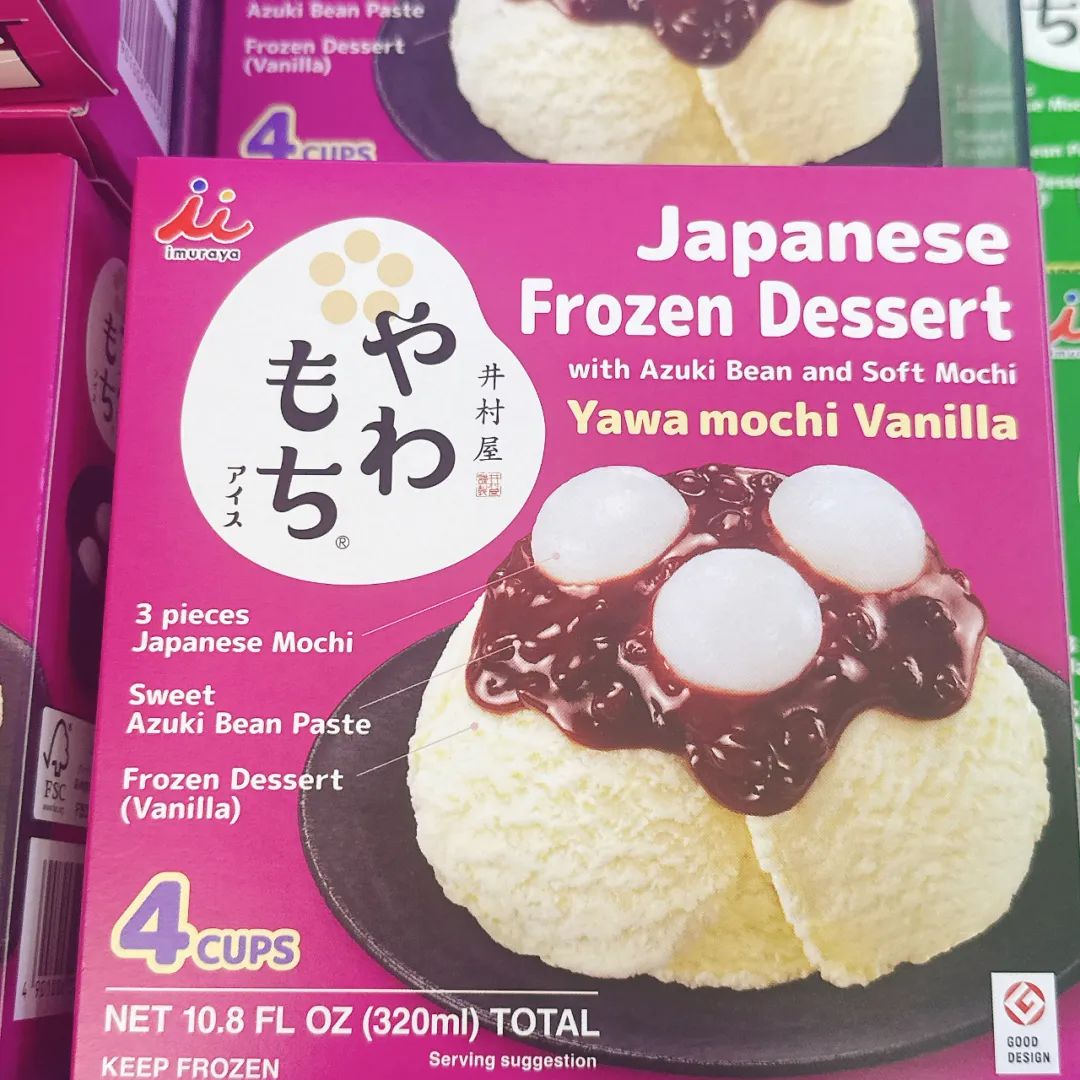 Azuki Bean Paste
Frozen Dessert
(Vanilla)
4 CUPS
imuraya
やわ
もち
アイス
®
井村屋
Japanese
Frozen Dessert
with Azuki Bean and Soft Mochi
Yawa mochi Vanilla
3 pieces
Japanese Mochi
Sweet
Azuki Bean Paste
Frozen Dessert
(Vanilla)
4 CUPS
NET 10.8 FL OZ (320ml) TOTAL
KEEP FROZEN
Serving suggestion
GOOD
DESIGN
FSC
もち